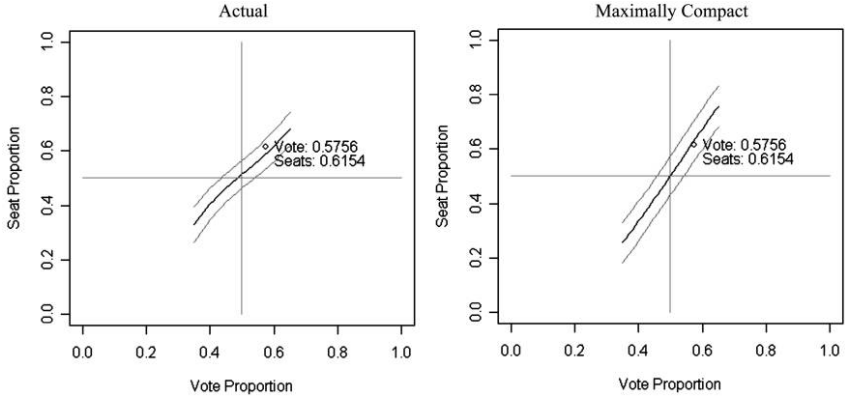 Actual
1.0
0.8
0.6
0.4
0.2
0.0
Seat Proportion
Vote: 0.5756
Seats: 0.6154
0.0 0.2 0.4 0.6 0.8 1.0
Vote Proportion
Maximally Compact
1.0
0.8
0.6
0.4
0.2
0.0
Seat Proportion
Vote: 0.5756
Seats: 0.6154
0.0 0.2 0.4 0.6 0.8 1.0
Vote Proportion